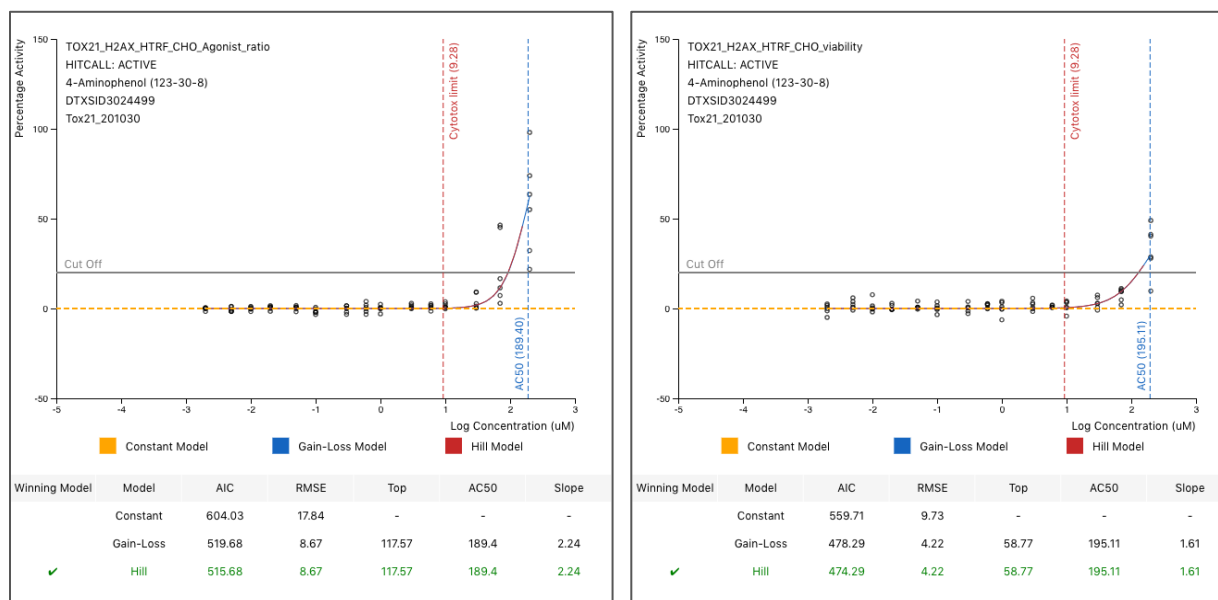 150
100
50
0
-50
Percentage Activity
TOX21_H2AX_HTRF_CHO_Agonist_ratio
HITCALL: ACTIVE
4-Aminophenol (123-30-8)
DTXSID3024499
Tox21_201030
Cytotox limit (9.28)
Cut Off
AC50 (189.40)
-5 -4 -3 -2 -1 0 1 2 3
Log Concentration (uM)
Constant Model Gain-Loss Model Hill Model
Winning Model Model AIC RMSE Top AC50 Slope
Constant 604.03 17.84 - - -
Gain-Loss 519.68 8.67 117.57 189.4 2.24
✔ Hill 515.68 8.67 117.57 189.4 2.24
150
100
50
0
-50
Percentage Activity
TOX21_H2AX_HTRF_CHO_viability
HITCALL: ACTIVE
4-Aminophenol (123-30-8)
DTXSID3024499
Tox21_201030
Cytotox limit (9.28)
Cut Off
AC50 (195.11)
-5 -4 -3 -2 -1 0 1 2 3
Log Concentration (uM)
Constant Model Gain-Loss Model Hill Model
Winning Model Model AIC RMSE Top AC50 Slope
Constant 559.71 9.73 - - -
Gain-Loss 478.29 4.22 58.77 195.11 1.61
✔ Hill 474.29 4.22 58.77 195.11 1.61